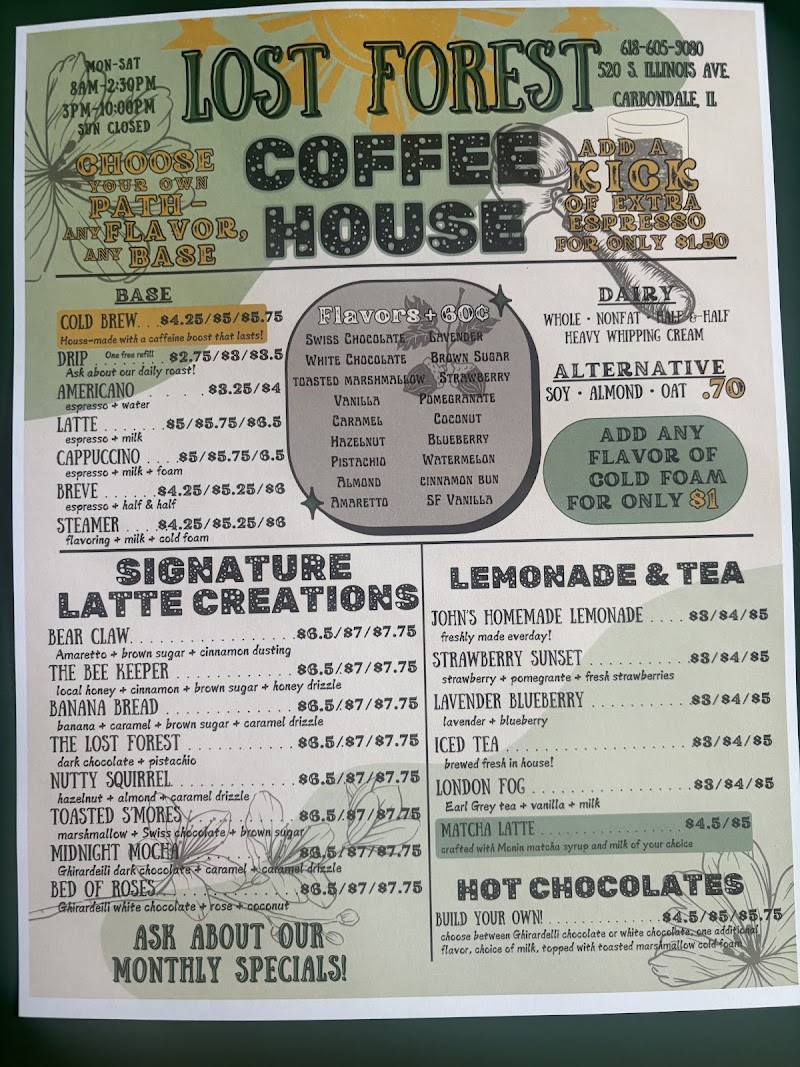 MON-SAT
8AM-2:30PM
3PM-10:00PM
SUN CLOSED
LOST FOREST
COFFEE
HOUSE
618-605-9080
520 S. ILLINOIS AVE.
CARBONDALE, IL
CHOOSE
YOUR OWN
PATH -
ANY FLAVOR,
ANY BASE
ADD A
KICK
OF EXTRA
ESPRESSO
FOR ONLY $1.50
BASE
COLD BREW. . . $4.25/$5/$5.75
House-made with a caffeine boost that lasts!
DRIP . . One free refill . . $2.75/$3/$3.5
Ask about our daily roast!
AMERICANO . . . . . . . $3.25/$4
espresso + water
LATTE . . . . . . . $5/$5.75/$6.5
espresso + milk
CAPPUCCINO . . . . $5/$5.75/6.5
espresso + milk + foam
BREVE . . . . . $4.25/$5.25/$6
espresso + half & half
STEAMER . . . $4.25/$5.25/$6
flavoring + milk + cold foam
Flavors + 60¢
SWISS CHOCOLATE LAVENDER
WHITE CHOCOLATE BROWN SUGAR
TOASTED MARSHMALLOW STRAWBERRY
VANILLA POMEGRANATE
CARAMEL COCONUT
HAZELNUT BLUEBERRY
PISTACHIO WATERMELON
ALMOND CINNAMON BUN
AMARETTO SF VANILLA
DAIRY
WHOLE • NONFAT • HALF & HALF
HEAVY WHIPPING CREAM
ALTERNATIVE
SOY • ALMOND • OAT .70
ADD ANY
FLAVOR OF
COLD FOAM
FOR ONLY $1
SIGNATURE
LATTE CREATIONS
BEAR CLAW. . . . . . . . . . . . . $6.5/$7/$7.75
Amaretto + brown sugar + cinnamon dusting
THE BEE KEEPER . . . . . . . . . . $6.5/$7/$7.75
local honey + cinnamon + brown sugar + honey drizzle
BANANA BREAD . . . . . . . . . . $6.5/$7/$7.75
banana + caramel + brown sugar + caramel drizzle
THE LOST FOREST . . . . . . . . . $6.5/$7/$7.75
dark chocolate + pistachio
NUTTY SQUIRREL. . . . . . . . . . $6.5/$7/$7.75
hazelnut + almond + caramel drizzle
TOASTED S'MORES . . . . . . . . . $6.5/$7/$7.75
marshmallow + Swiss chocolate + brown sugar
MIDNIGHT MOCHA . . . . . . . . . $6.5/$7/$7.75
Ghirardeili dark chocolate + caramel + caramel drizzle
BED OF ROSES. . . . . . . . . . . $6.5/$7/$7.75
Ghirardeili white chocolate + rose + coconut
ASK ABOUT OUR
MONTHLY SPECIALS!
LEMONADE & TEA
JOHN'S HOMEMADE LEMONADE . . . . $3/$4/$5
freshly made everday!
STRAWBERRY SUNSET . . . . . . . . . $3/$4/$5
strawberry + pomegrante + fresh strawberries
LAVENDER BLUEBERRY . . . . . . . . . $3/$4/$5
lavender + blueberry
ICED TEA . . . . . . . . . . . . . . . . $3/$4/$5
brewed fresh in house!
LONDON FOG . . . . . . . . . . . . . . $3/$4/$5
Earl Grey tea + vanilla + milk
MATCHA LATTE . . . . . . . . . . . . $4.5/$5
crafted with Monin matcha syrup and milk of your choice
HOT CHOCOLATES
BUILD YOUR OWN! . . . . . . . . . . $4.5/$5/$5.75
choose between Ghirardelli chocolate or white chocolate, one additional
flavor, choice of milk, topped with toasted marshmallow cold foam